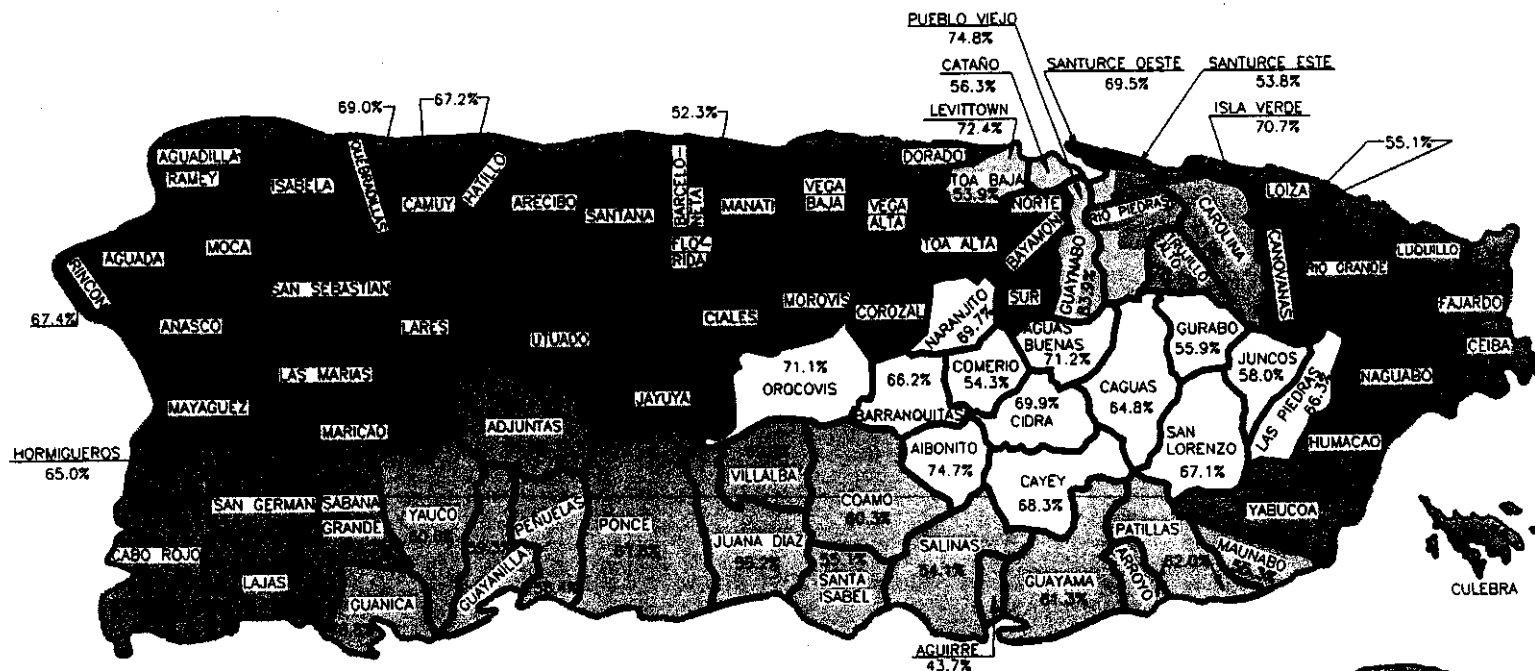 PUEBLO VIEJO
74.8%
CATAÑO
56.3%
SANTURCE OESTE
69.5%
SANTURCE ESTE
53.8%
LEVITTOWN
72.4%
ISLA VERDE
70.7%
69.0%
67.2%
52.3%
55.1%
AGUADILLA
RAMEY
ISABELA
QUEBRADILLAS
CAMUY
HATILLO
ARECIBO
SANTANA
BARCELO-
NETA
FLO-
RIDA
MANATI
VEGA
BAJA
VEGA
ALTA
DORADO
TOA BAJA
53.9%
TOA ALTA
NORTE
BAYAMON
SUR
GUAYNABO
RIO PIEDRAS
TRUJILLO
ALTO
CAROLINA
LOIZA
CANOVANAS
RIO GRANDE
LUQUILLO
FAJARDO
CEIBA
NAGUABO
HUMACAO
RINCON
67.4%
AGUADA
MOCA
SAN SEBASTIAN
ANASCO
LARES
UTUADO
CIALES
MOROVIS
COROZAL
NARANJITO
69.7%
AGUAS
BUENAS
71.2%
GURABO
55.9%
JUNCOS
58.0%
LAS PIEDRAS
66.3%
LAS MARIAS
MAYAGUEZ
MARICAO
ADJUNTAS
JAYUYA
71.1%
OROCOVIS
66.2%
BARRANQUITAS
COMERIO
54.3%
69.9%
CIDRA
CAGUAS
64.8%
SAN
LORENZO
67.1%
HORMIGUEROS
65.0%
AIBONITO
74.7%
CAYEY
68.3%
VILLALBA
COAMO
SAN GERMAN
SABANA
GRANDE
YAUCO
PEÑUELAS
PONCE
JUANA DIAZ
SALINAS
PATILLAS
YABUCOA
CABO ROJO
LAJAS
GUANICA
GUAYANILLA
SANTA
ISABEL
GUAYAMA
61.3%
ARROYO
MAUNABO
AGUIRRE
43.7%
CULEBRA